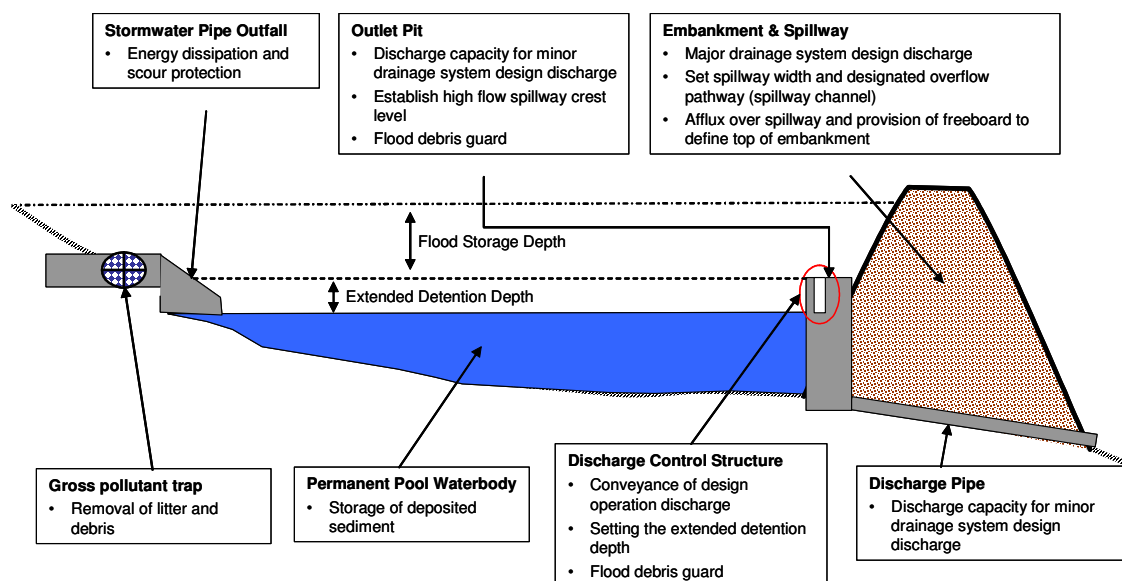 Stormwater Pipe Outfall
• Energy dissipation and
scour protection
Outlet Pit
• Discharge capacity for minor
drainage system design discharge
• Establish high flow spillway crest
level
• Flood debris guard
Embankment & Spillway
• Major drainage system design discharge
• Set spillway width and designated overflow
pathway (spillway channel)
• Afflux over spillway and provision of freeboard to
define top of embankment
Flood Storage Depth
Extended Detention Depth
Gross pollutant trap
• Removal of litter and
debris
Permanent Pool Waterbody
• Storage of deposited
sediment
Discharge Control Structure
• Conveyance of design
operation discharge
• Setting the extended detention
depth
• Flood debris guard
Discharge Pipe
• Discharge capacity for minor
drainage system design
discharge